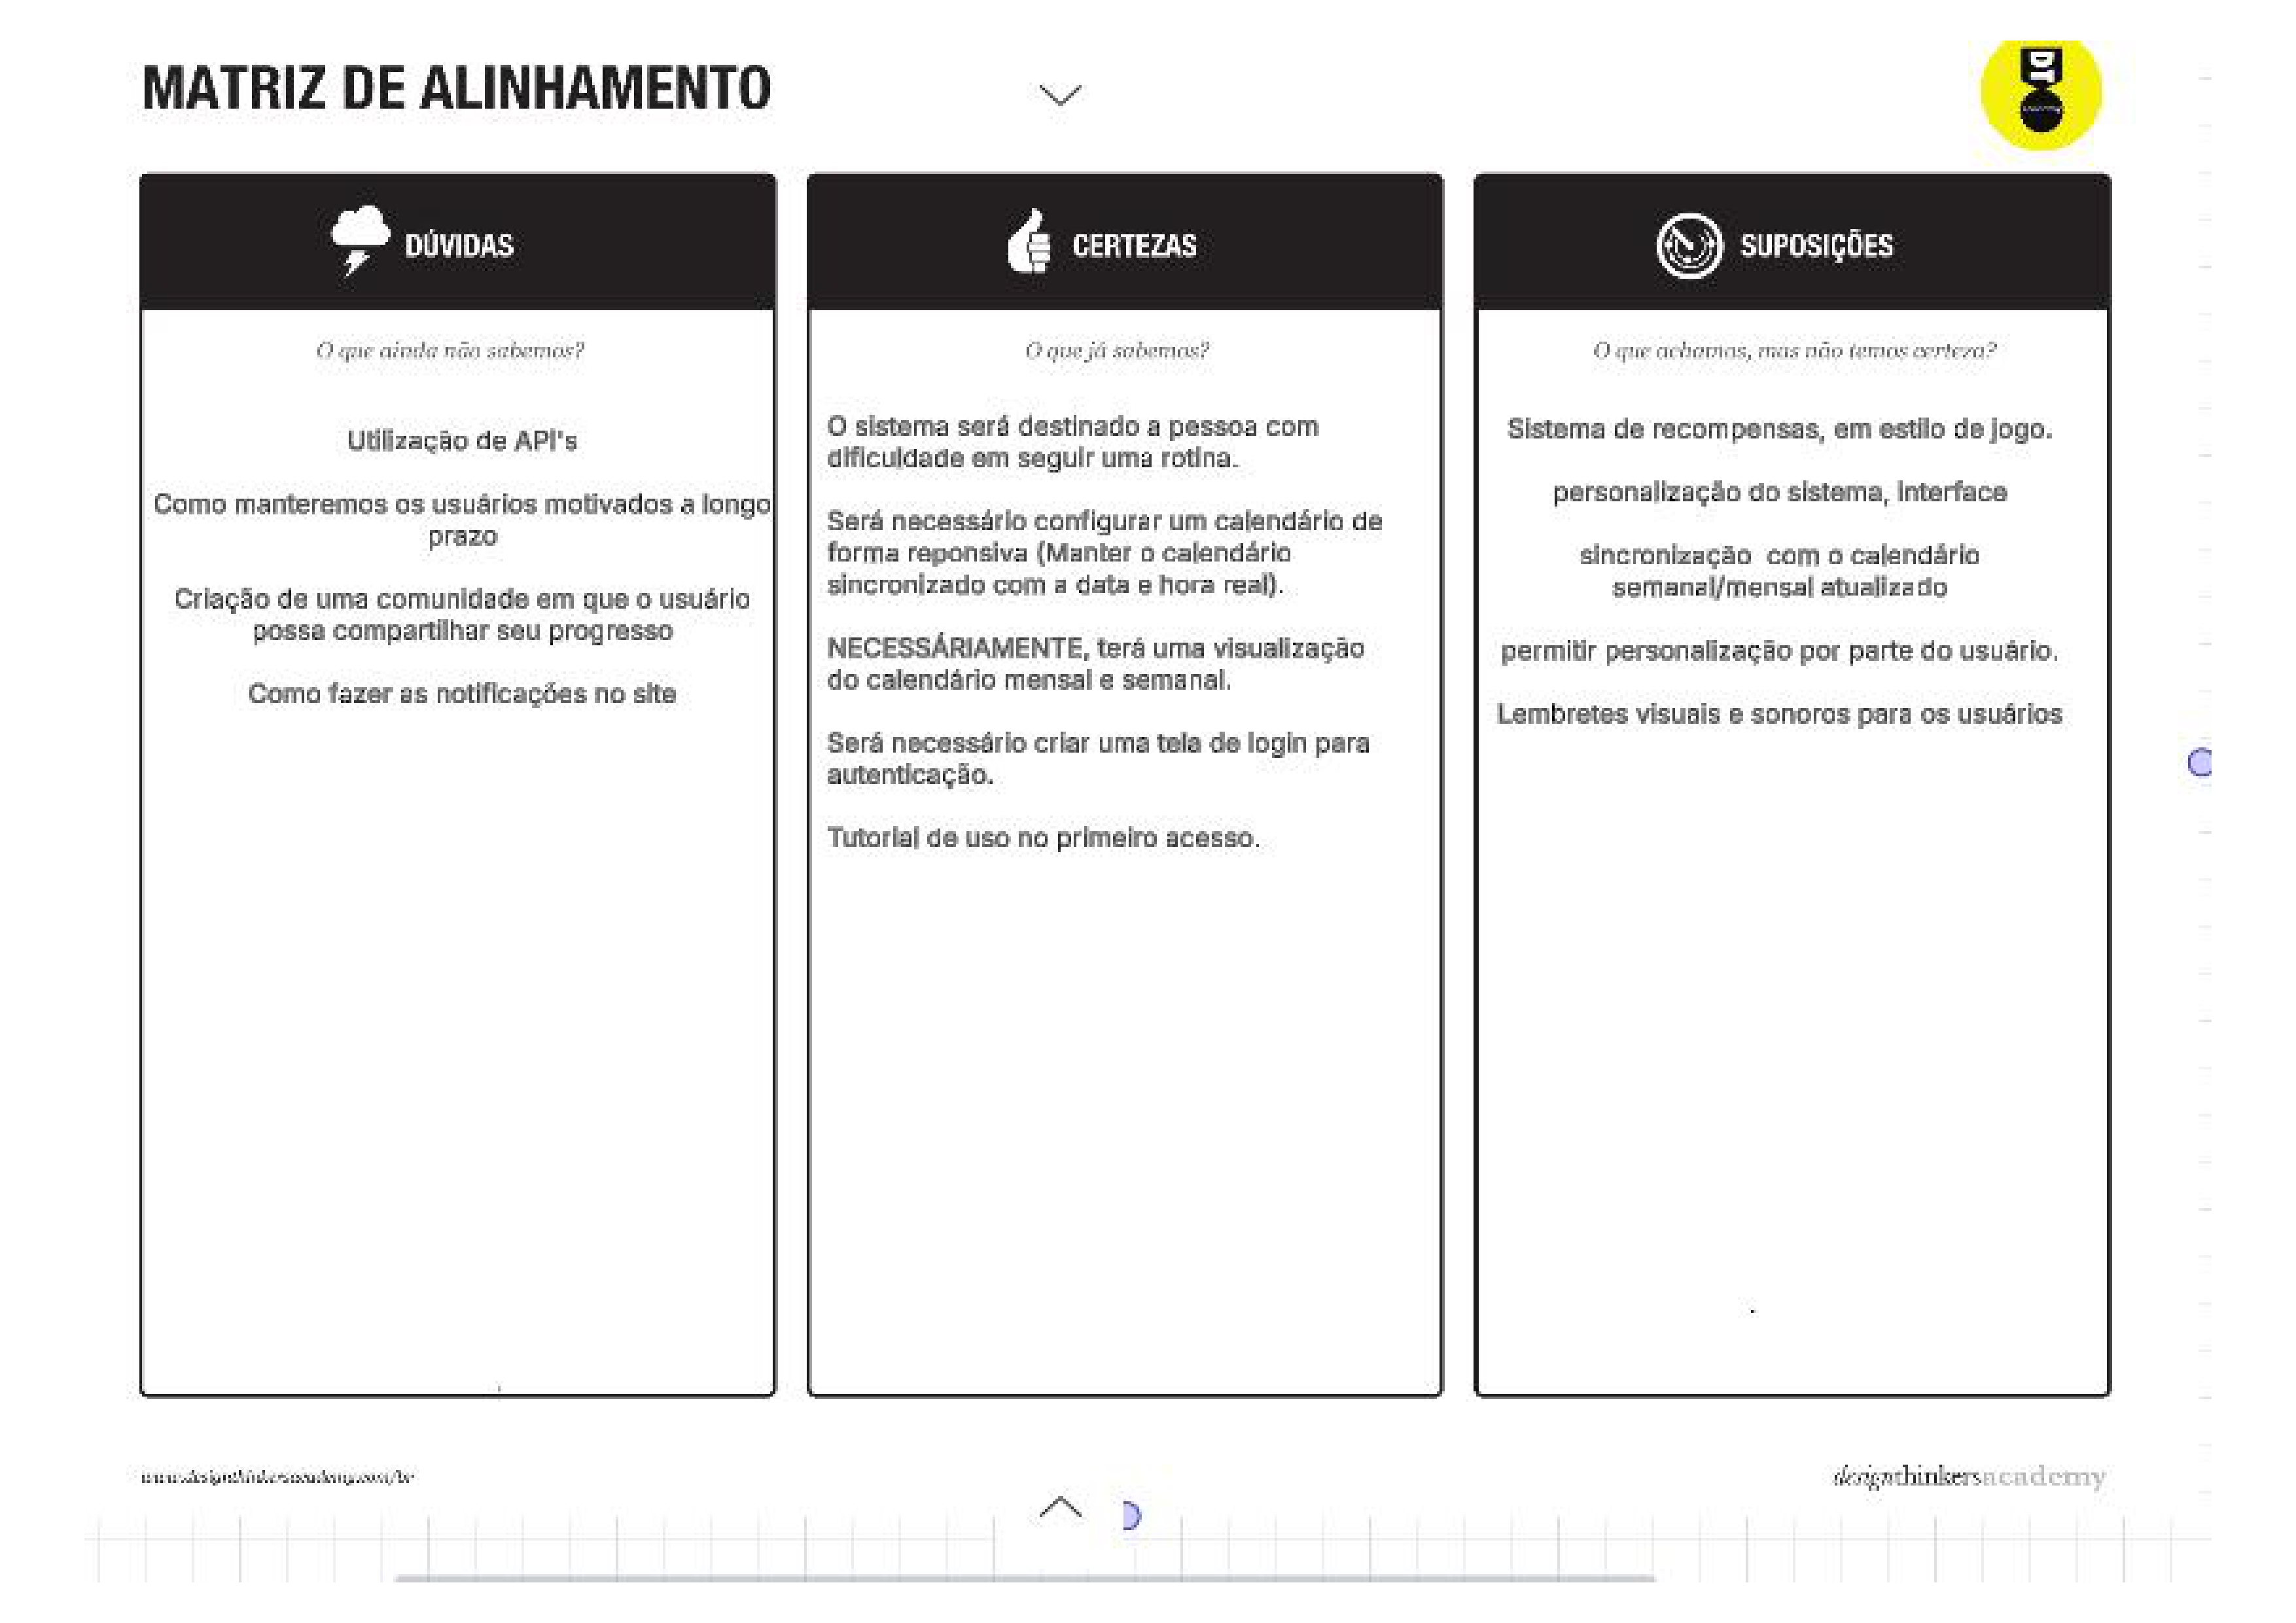 MATRIZ DE ALINHAMENTO
DT
DÚVIDAS
O que ainda não sabemos?
Utilização de API's
Como manteremos os usuários motivados a longo
prazo
Criação de uma comunidade em que o usuário
possa compartilhar seu progresso
Como fazer as notificações no site
CERTEZAS
O que já sabemos?
O sistema será destinado a pessoa com
dificuldade em seguir uma rotina.
Será necessário configurar um calendário de
forma reponsiva (Manter o calendário
sincronizado com a data e hora real).
NECESSÁRIAMENTE, terá uma visualização
do calendário mensal e semanal.
Será necessário criar uma tela de login para
autenticação.
Tutorial de uso no primeiro acesso.
SUPOSIÇÕES
O que achamos, mas não temos certeza?
Sistema de recompensas, em estilo de jogo.
personalização do sistema, interface
sincronização com o calendário
semanal/mensal atualizado
permitir personalização por parte do usuário.
Lembretes visuais e sonoros para os usuários
www.designthinkersacademy.com/br
designthinkersacademy